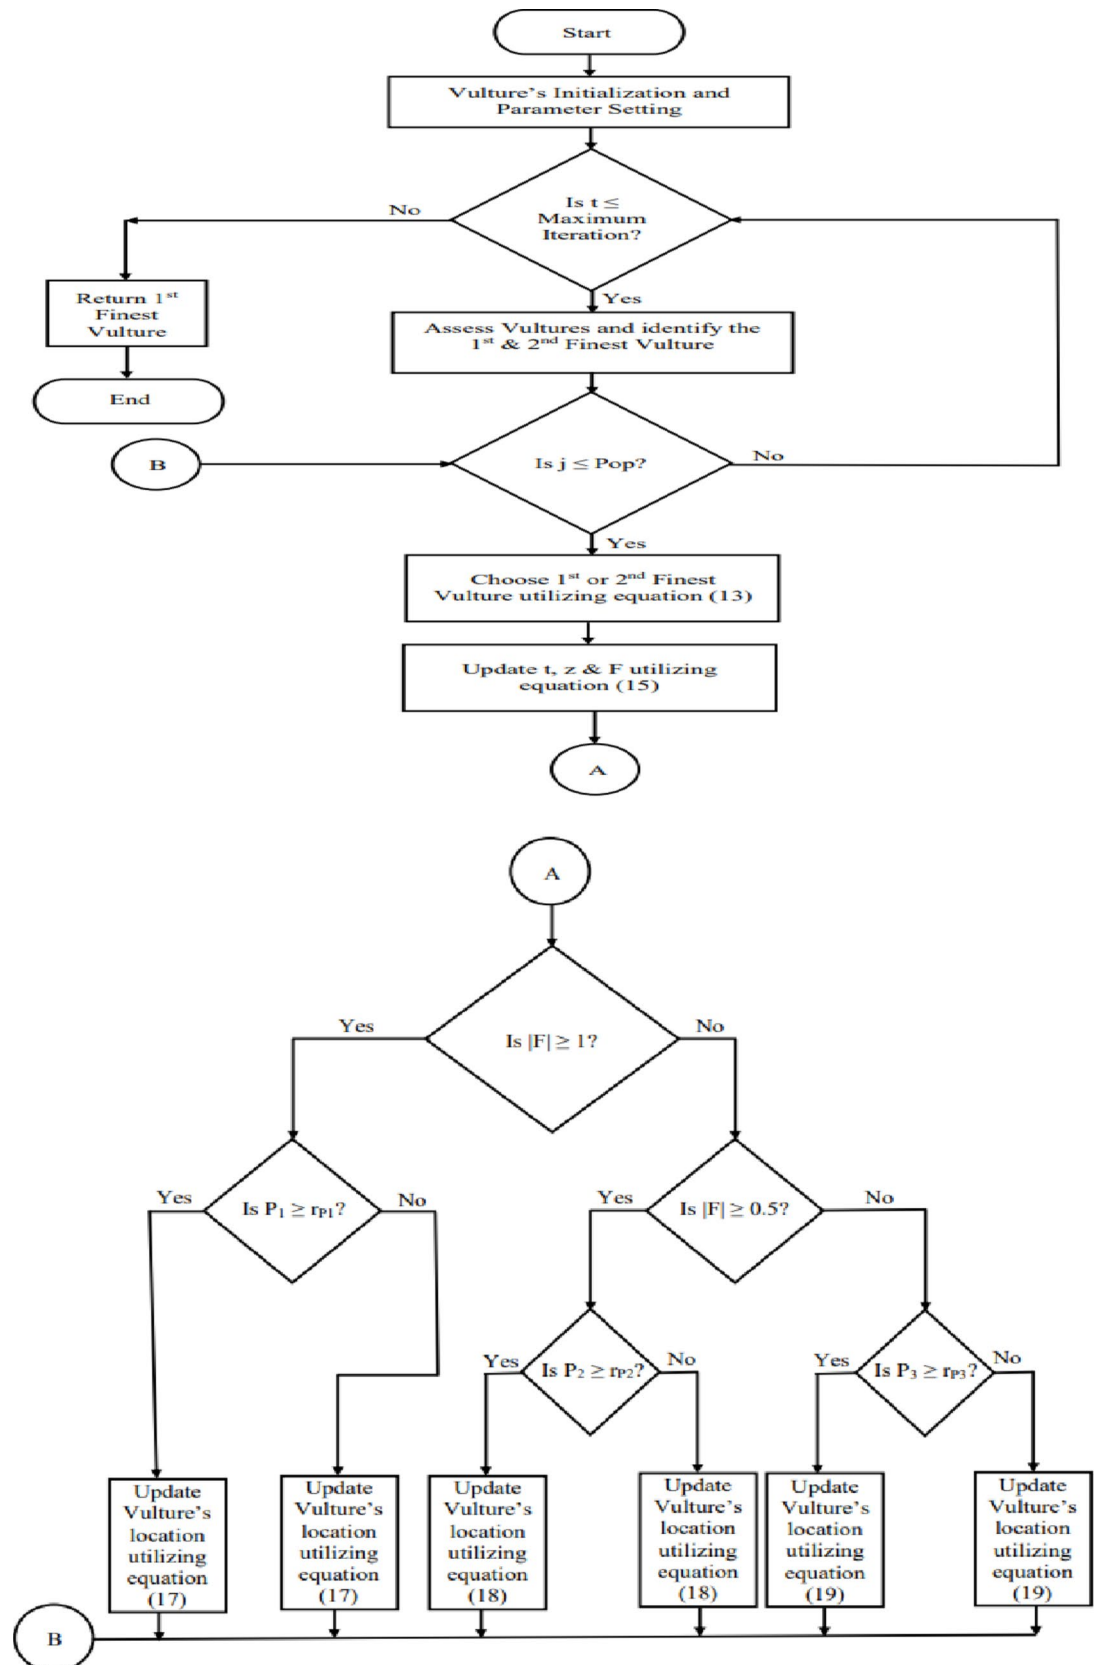 Start
Vulture's Initialization and
Parameter Setting
Is t ≤
Maximum
Iteration?
No
Yes
Return 1st
Finest
Vulture
End
Assess Vultures and identify the
1st & 2nd Finest Vulture
B
Is j ≤ Pop?
No
Yes
Choose 1st or 2nd Finest
Vulture utilizing equation (13)
Update t, z & F utilizing
equation (15)
A
A
Is |F| ≥ 1?
Yes
No
Is P1 ≥ rP1?
Yes
No
Is |F| ≥ 0.5?
Yes
No
Is P2 ≥ rP2?
Yes
No
Is P3 ≥ rP3?
Yes
No
Update
Vulture's
location
utilizing
equation
(17)
Update
Vulture's
location
utilizing
equation
(17)
Update
Vulture's
location
utilizing
equation
(18)
Update
Vulture's
location
utilizing
equation
(18)
Update
Vulture's
location
utilizing
equation
(19)
Update
Vulture's
location
utilizing
equation
(19)
B